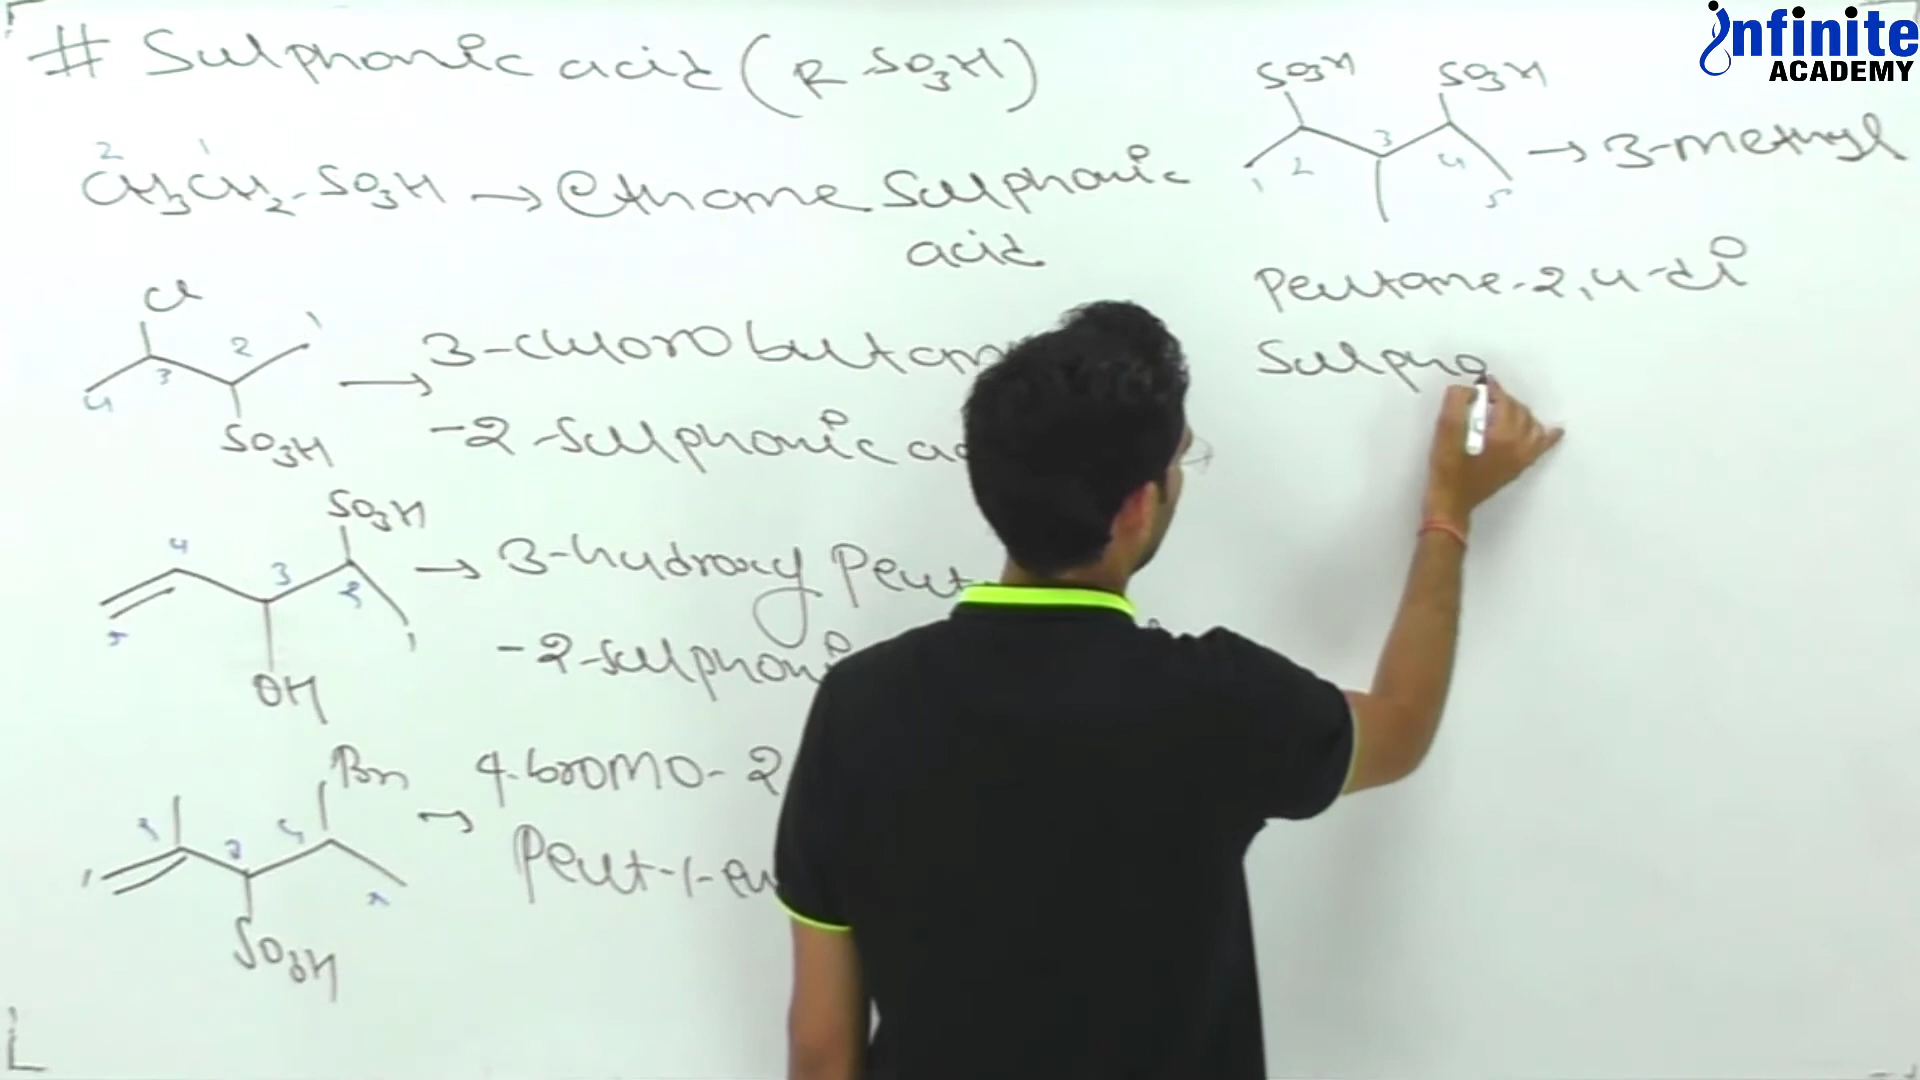 # Sulphonic acid (R-SO3H)
2 1
CH3CH2-SO3H → ethane Sulphonic
acid
Cl
4 3 2 1
SO3H
→ 3-chlorobutan
-2-sulphonic
SO3H
5 4 3 2 1
OH
→ 3-hydroxy Pent
-2-sulphoni
Br
1
SO3H
→ 4-bromo-2
Pent-1-en
SO3H SO3H
1 2 3 4 5
→ 3-methyl
Pentane-2,4-di
Sulpho
infinite
ACADEMY